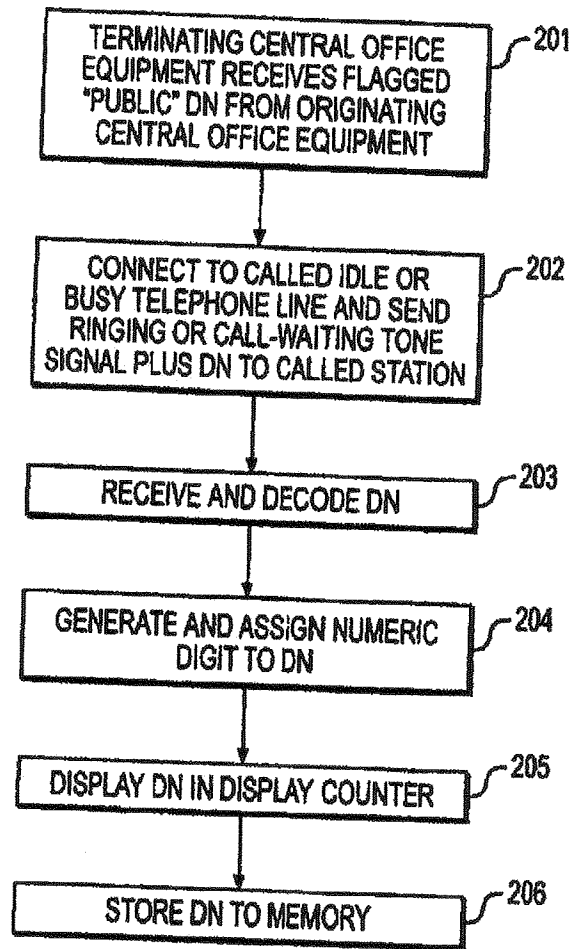 TERMINATING CENTRAL OFFICE
EQUIPMENT RECEIVES FLAGGED
"PUBLIC" DN FROM ORIGINATING
CENTRAL OFFICE EQUIPMENT
201
CONNECT TO CALLED IDLE OR
BUSY TELEPHONE LINE AND SEND
RINGING OR CALL-WAITING TONE
SIGNAL PLUS DN TO CALLED STATION
202
RECEIVE AND DECODE DN
203
GENERATE AND ASSIGN NUMERIC
DIGIT TO DN
204
DISPLAY DN IN DISPLAY COUNTER
205
STORE DN TO MEMORY
206